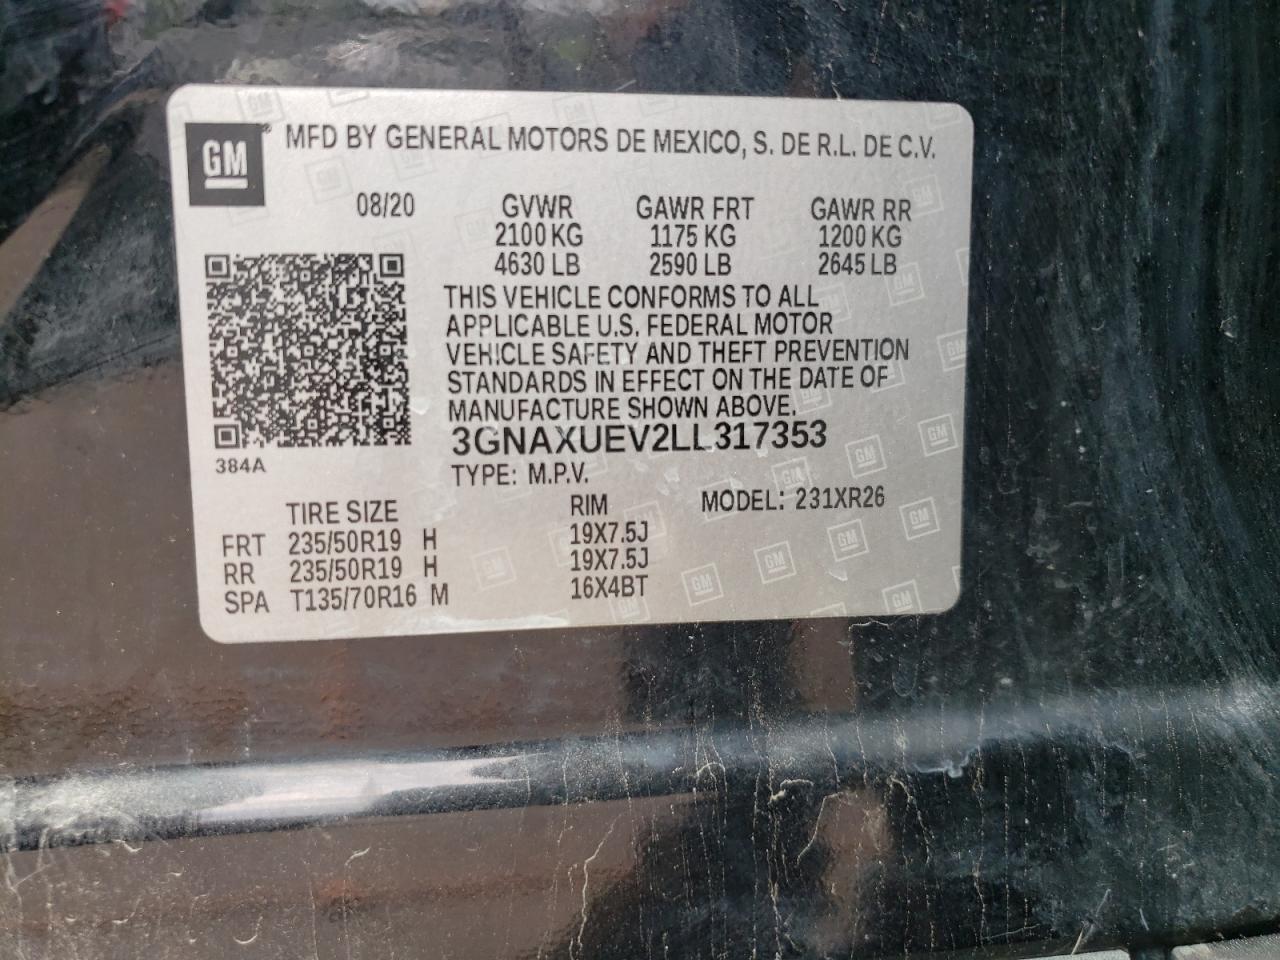 GM
MFD BY GENERAL MOTORS DE MEXICO, S. DE R.L. DE C.V.
08/20 GVWR GAWR FRT GAWR RR
2100 KG 1175 KG 1200 KG
4630 LB 2590 LB 2645 LB
THIS VEHICLE CONFORMS TO ALL
APPLICABLE U.S. FEDERAL MOTOR
VEHICLE SAFETY AND THEFT PREVENTION
STANDARDS IN EFFECT ON THE DATE OF
MANUFACTURE SHOWN ABOVE.
3GNAXUEV2LL317353
384A
TYPE: M.P.V.
TIRE SIZE RIM MODEL: 231XR26
FRT 235/50R19 H 19X7.5J
RR 235/50R19 H 19X7.5J
SPA T135/70R16 M 16X4BT